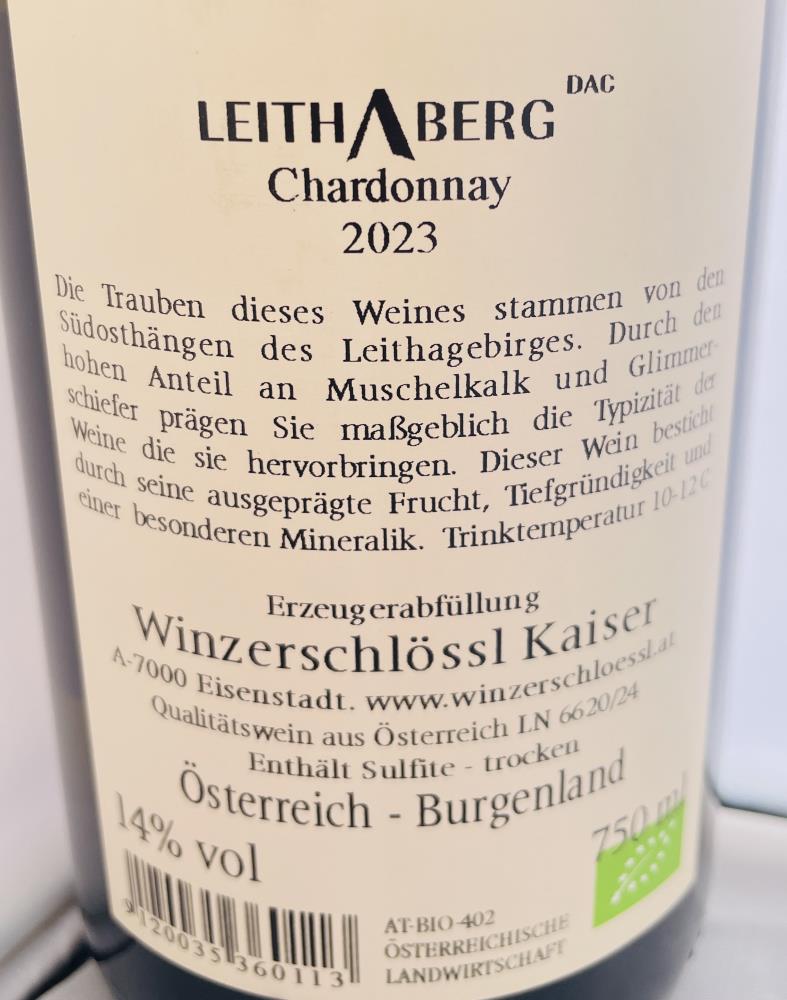 LEITHABERG DAC
Chardonnay
2023
Die Trauben dieses Weines stammen von den
Südosthängen des Leithagebirges. Durch den
hohen Anteil an Muschelkalk und Glimmer-
schiefer prägen Sie maßgeblich die Typizität der
Weine die sie hervorbringen. Dieser Wein besticht
durch seine ausgeprägte Frucht, Tiefgründigkeit und
einer besonderen Mineralik. Trinktemperatur 10-12 C
Erzeugerabfüllung
Winzerschlössl Kaiser
A-7000 Eisenstadt. www.winzerschloessl.at
Qualitätswein aus Österreich LN 6620/24
Enthält Sulfite - trocken
Österreich - Burgenland
14% vol
750 ml
9120035360113
AT-BIO-402
ÖSTERREICHISCHE
LANDWIRTSCHAFT